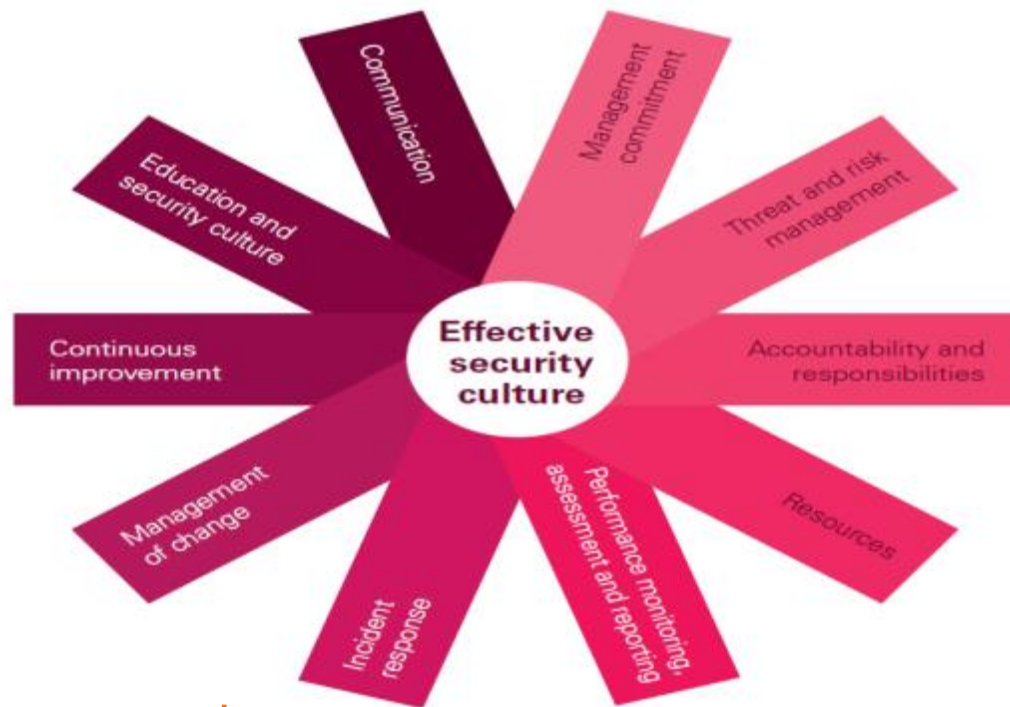 Communication
Management
commitment
Education and
security culture
Threat and risk
management
Continuous
improvement
Effective
security
culture
Accountability and
responsibilities
Management
of change
Incident
response
Performance monitoring,
assessment and reporting
Resources